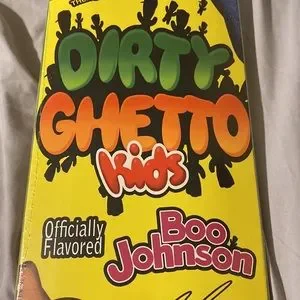 DIRTY
GHETTO
Kids
Officially
Flavored
Boo
Johnson